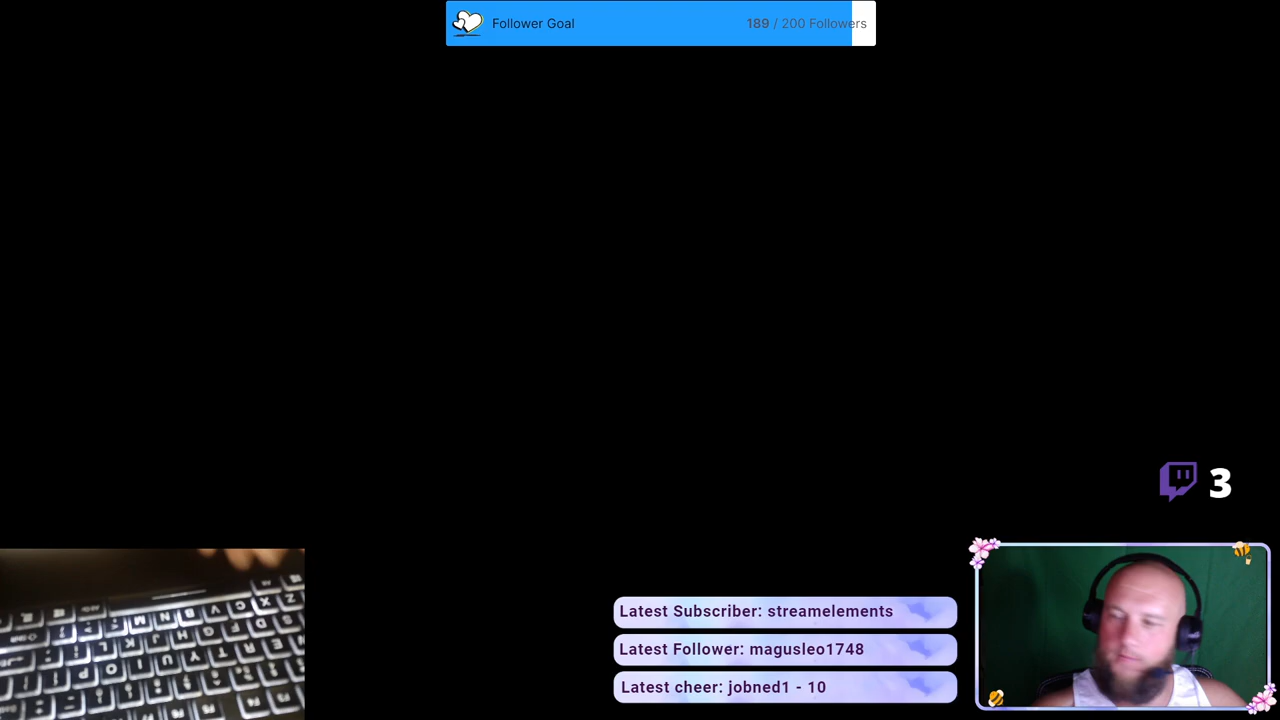 Follower Goal
189 / 200 Followers
3
Latest Subscriber: streamelements
Latest Follower: magusleo1748
Latest cheer: jobned1 - 10